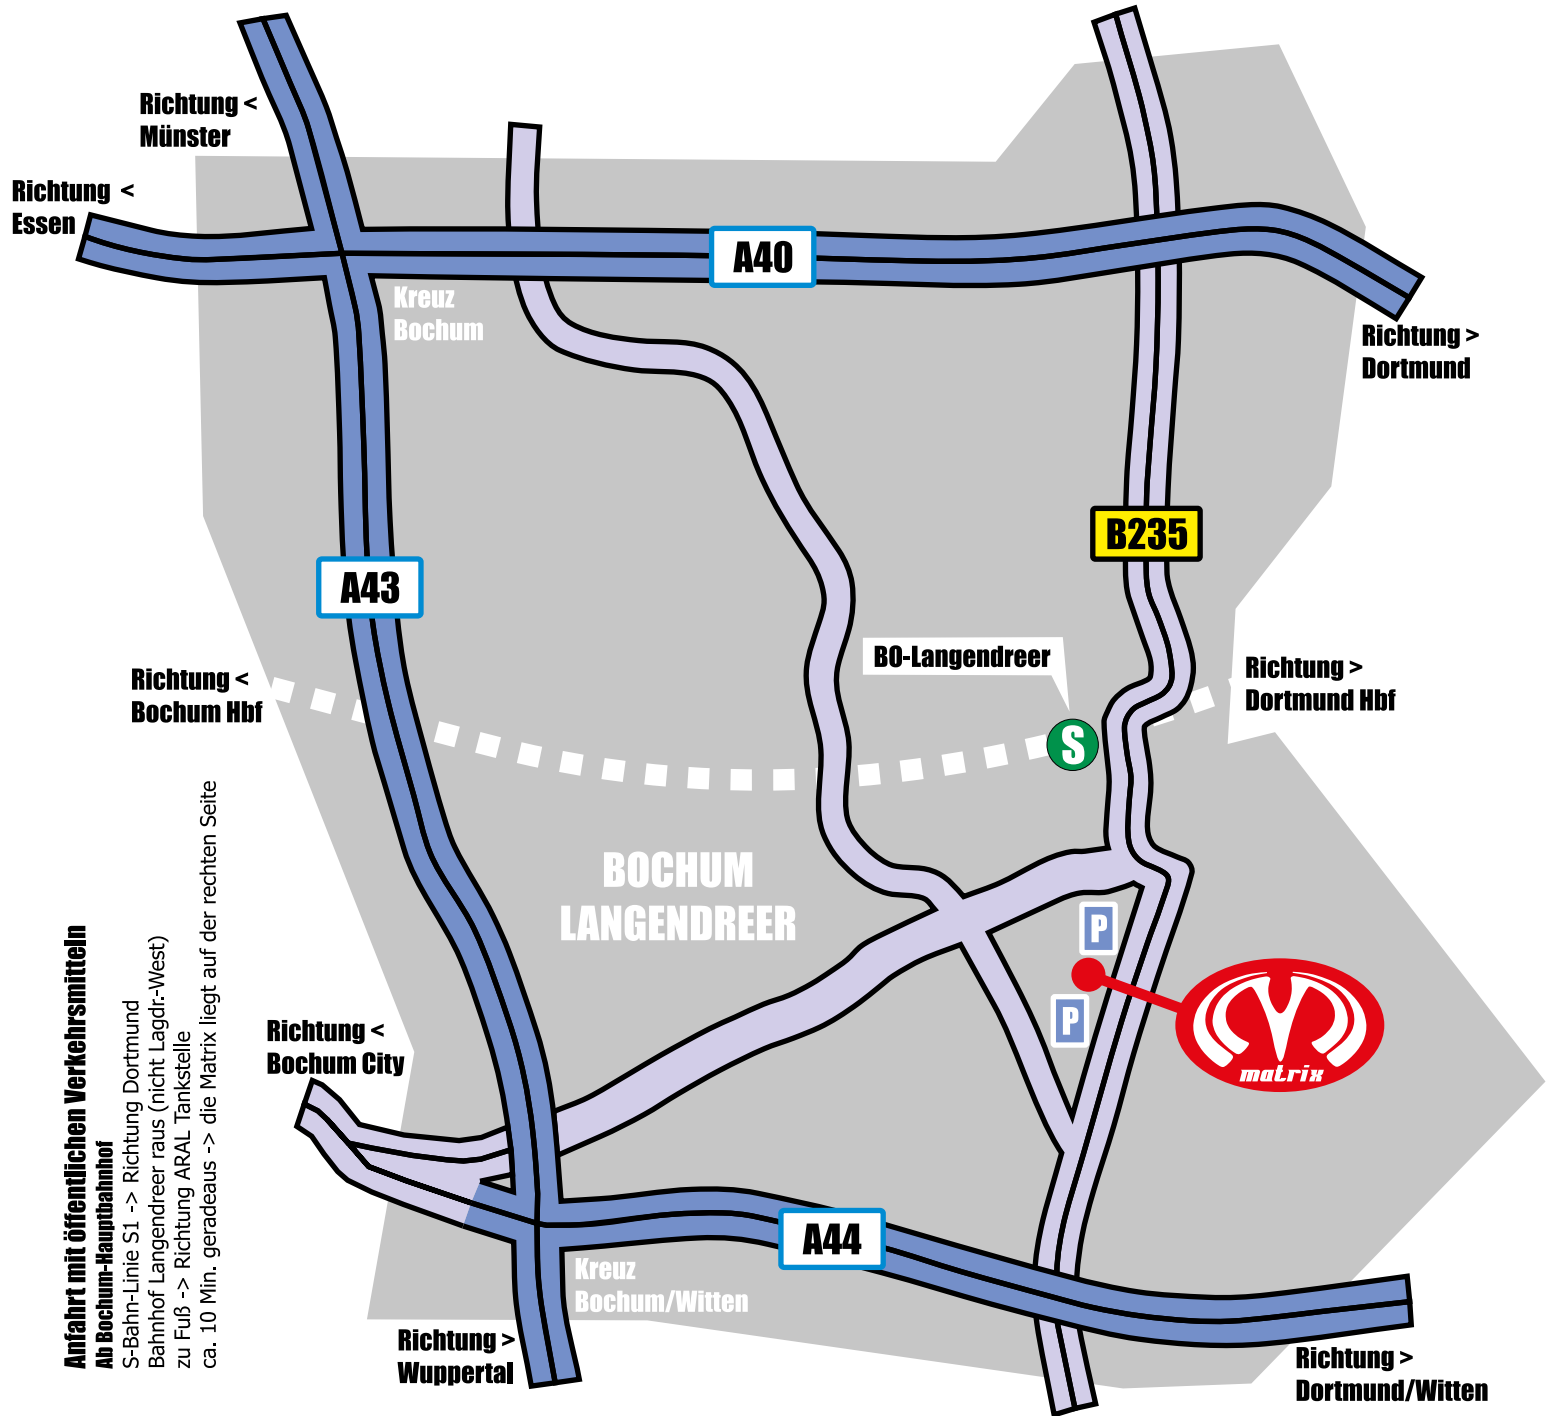 Richtung <
Münster
Richtung <
Essen
A40
Kreuz
Bochum
Richtung >
Dortmund
B235
A43
BO-Langendreer
Richtung <
Bochum Hbf
Richtung >
Dortmund Hbf
S
BOCHUM
LANGENDREER
P
P
matrix
Richtung <
Bochum City
A44
Kreuz
Bochum/Witten
Richtung >
Wuppertal
Richtung >
Dortmund/Witten
Anfahrt mit öffentlichen Verkehrsmitteln
Ab Bochum-Hauptbahnhof
S-Bahn-Linie S1 -> Richtung Dortmund
Bahnhof Langendreer raus (nicht Lagdr.-West)
zu Fuß -> Richtung ARAL Tankstelle
ca. 10 Min. geradeaus -> die Matrix liegt auf der rechten Seite